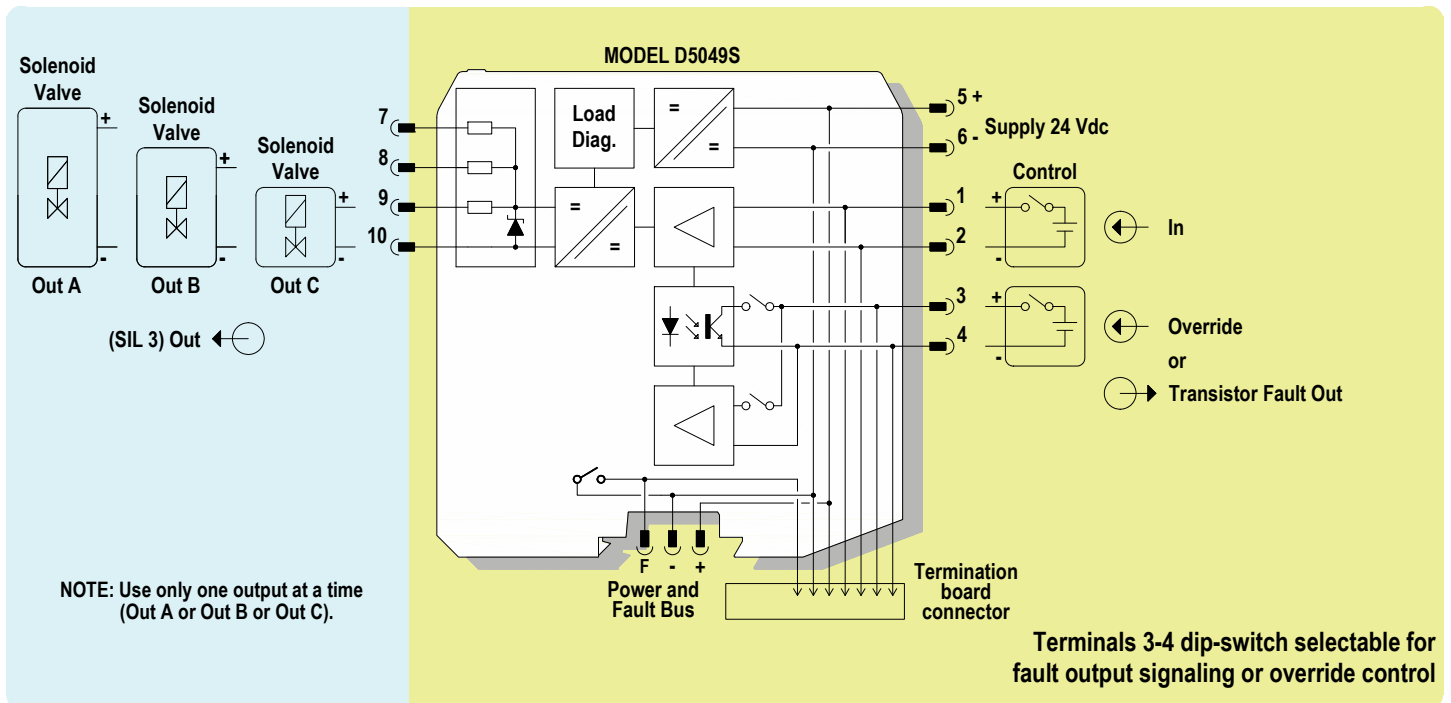 MODEL D5049S
Solenoid
Valve
+
-
Out A
Solenoid
Valve
+
-
Out B
Solenoid
Valve
+
-
Out C
(SIL 3) Out
NOTE: Use only one output at a time
(Out A or Out B or Out C).
7
8
9
10
Load
Diag.
=
=
=
=
5 +
6 -
Supply 24 Vdc
Control
1
2
+
-
In
3
4
+
-
Override
or
Transistor Fault Out
F - +
Power and
Fault Bus
Termination
board
connector
Terminals 3-4 dip-switch selectable for
fault output signaling or override control